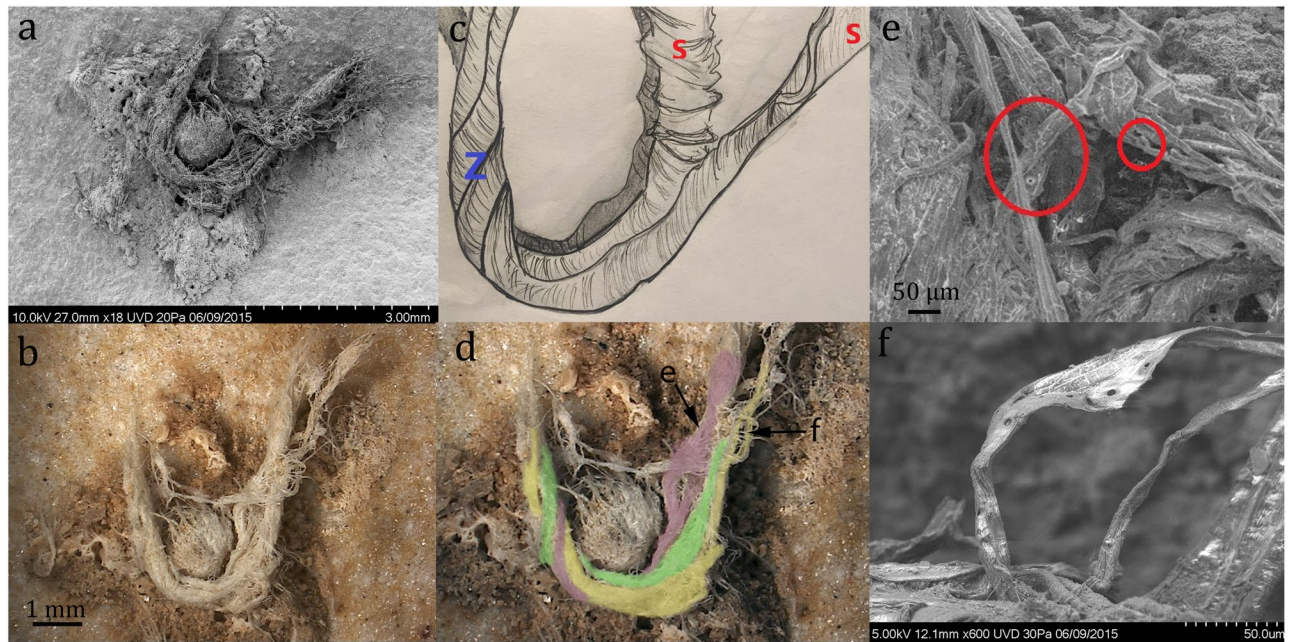 a
10.0kV 27.0mm x18 UVD 20Pa 06/09/2015 3.00mm
b
1 mm
c
S
S
Z
d
e
f
e
50 μm
f
5.00kV 12.1mm x600 UVD 30Pa 06/09/2015 50.0um